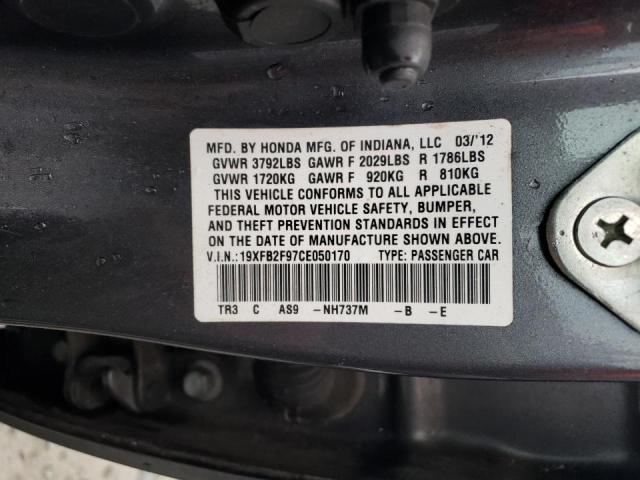 MFD. BY HONDA MFG. OF INDIANA, LLC 03/'12
GVWR 3792LBS GAWR F 2029LBS R 1786LBS
GVWR 1720KG GAWR F 920KG R 810KG
THIS VEHICLE CONFORMS TO ALL APPLICABLE
FEDERAL MOTOR VEHICLE SAFETY, BUMPER,
AND THEFT PREVENTION STANDARDS IN EFFECT
ON THE DATE OF MANUFACTURE SHOWN ABOVE.
V.I.N.: 19XFB2F97CE050170 TYPE: PASSENGER CAR
TR3 C AS9 -NH737M -B -E